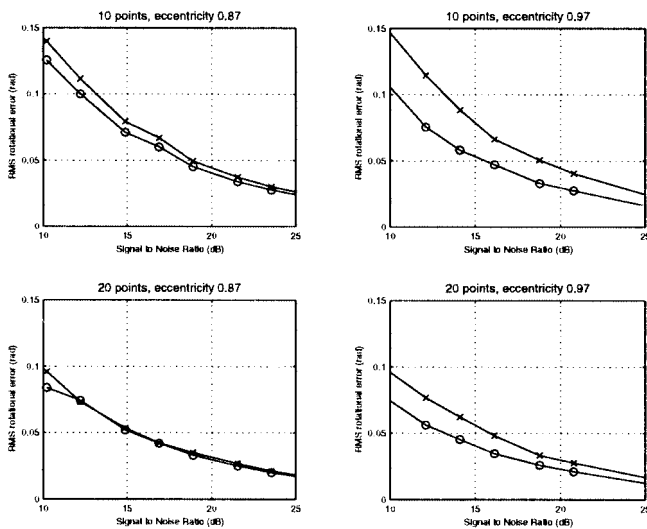 10 points, eccentricity 0.87
0.15
0.1
0.05
0
RMS rotational error (rad)
10
15
20
25
Signal to Noise Ratio (dB)
10 points, eccentricity 0.97
0.15
0.1
0.05
0
RMS rotational error (rad)
10
15
20
25
Signal to Noise Ratio (dB)
20 points, eccentricity 0.87
0.15
0.1
0.05
0
RMS rotational error (rad)
10
15
20
25
Signal to Noise Ratio (dB)
20 points, eccentricity 0.97
0.15
0.1
0.05
0
RMS rotational error (rad)
10
15
20
25
Signal to Noise Ratio (dB)